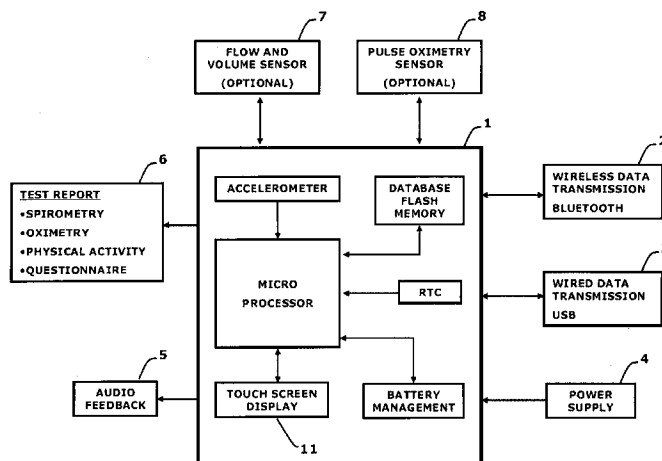 7
8
FLOW AND
VOLUME SENSOR
(OPTIONAL)
PULSE OXIMETRY
SENSOR
(OPTIONAL)
1
6
TEST REPORT
•SPIROMETRY
•OXIMETRY
•PHYSICAL ACTIVITY
•QUESTIONNAIRE
ACCELEROMETER
DATABASE
FLASH
MEMORY
WIRELESS DATA
TRANSMISSION
BLUETOOTH
MICRO
PROCESSOR
RTC
WIRED DATA
TRANSMISSION
USB
5
AUDIO
FEEDBACK
TOUCH SCREEN
DISPLAY
11
BATTERY
MANAGEMENT
4
POWER
SUPPLY